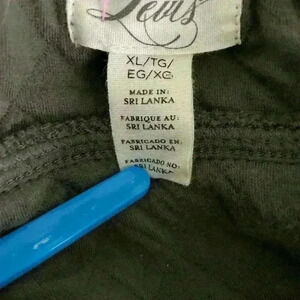 Levis
XL/TG/
EG/XG
MADE IN:
SRI LANKA
FABRIQUE AU:
SRI LANKA
FABRICADO EN:
SRI LANKA
FABRICADO NO:
SRI LANKA